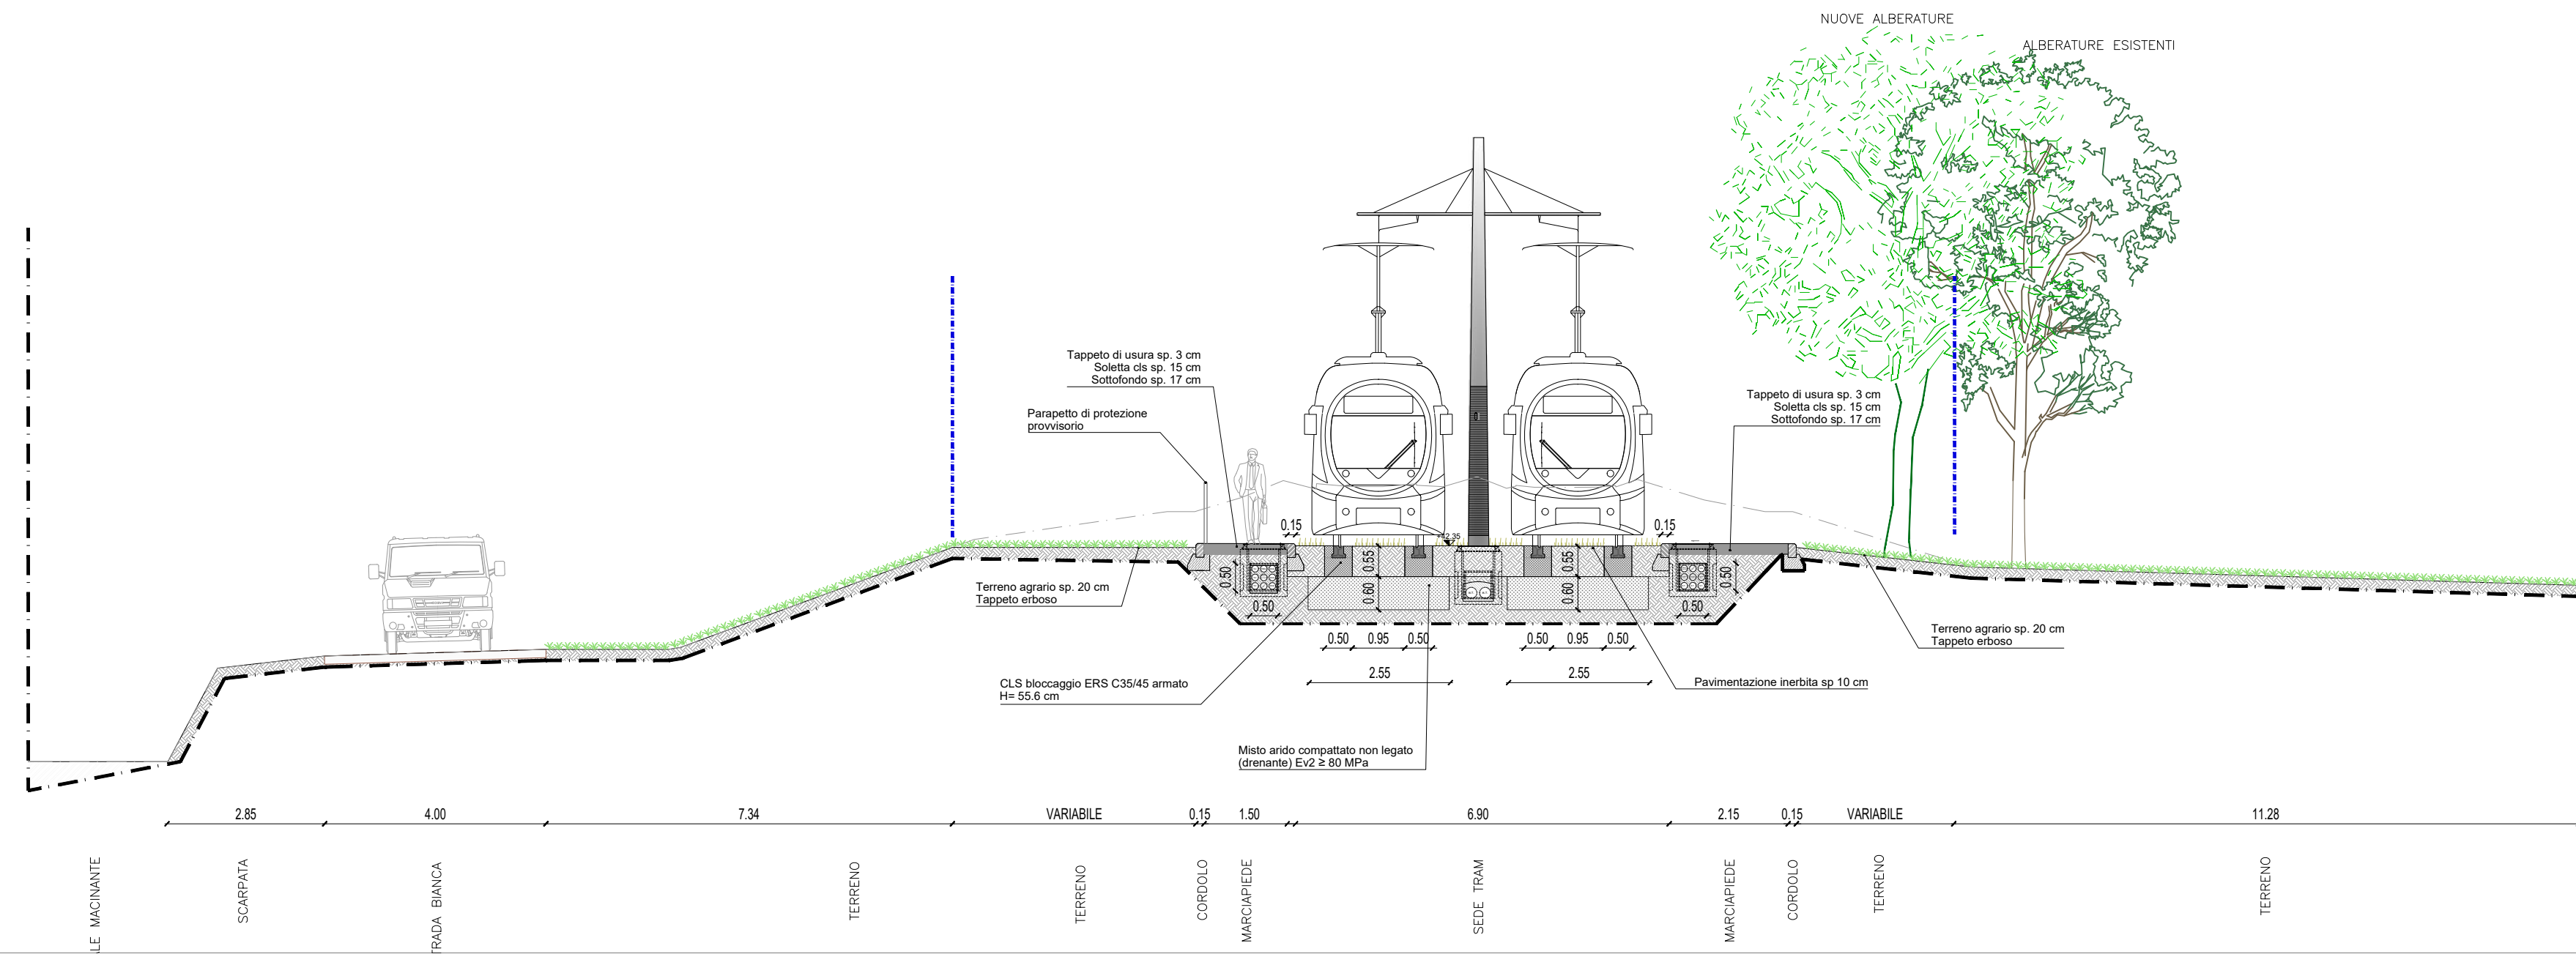 NUOVE ALBERATURE
ALBERATURE ESISTENTI
Tappeto di usura sp. 3 cm
Soletta cls sp. 15 cm
Sottofondo sp. 17 cm
Parapetto di protezione
provvisorio
Tappeto di usura sp. 3 cm
Soletta cls sp. 15 cm
Sottofondo sp. 17 cm
0.15
0.15
0.50
0.55
0.55
0.50
0.60
0.60
0.50
0.50
Terreno agrario sp. 20 cm
Tappeto erboso
0.50 0.95 0.50
0.50 0.95 0.50
Terreno agrario sp. 20 cm
Tappeto erboso
2.55
2.55
CLS bloccaggio ERS C35/45 armato
H= 55.6 cm
Pavimentazione inerbita sp 10 cm
Misto arido compattato non legato
(drenante) Ev2 ≥ 80 MPa
2.85 4.00 7.34 VARIABILE 0.15 1.50 6.90 2.15 0.15 VARIABILE 11.28
LE MACINANTE
SCARPATA
TRADA BIANCA
TERRENO
TERRENO
CORDOLO
MARCIAPIEDE
SEDE TRAM
MARCIAPIEDE
CORDOLO
TERRENO
TERRENO